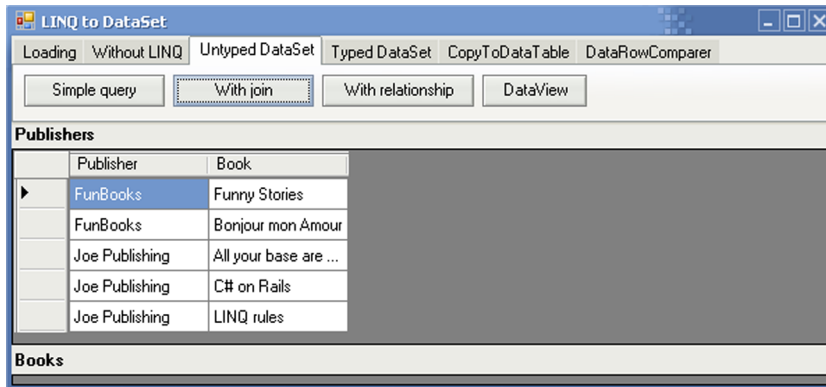 LINQ to DataSet
Loading Without LINQ Untyped DataSet Typed DataSet CopyToDataTable DataRowComparer
Simple query With join With relationship DataView
Publishers
Publisher Book
FunBooks Funny Stories
FunBooks Bonjour mon Amour
Joe Publishing All your base are ...
Joe Publishing C# on Rails
Joe Publishing LINQ rules
Books